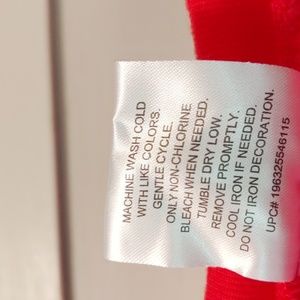 MACHINE WASH COLD
WITH LIKE COLORS.
GENTLE CYCLE.
ONLY NON-CHLORINE
BLEACH WHEN NEEDED.
TUMBLE DRY LOW.
REMOVE PROMPTLY.
COOL IRON IF NEEDED.
DO NOT IRON DECORATION.
UPC# 196325546115